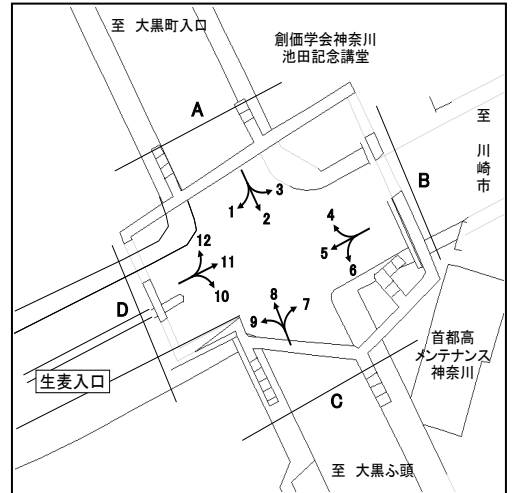 至 大黒町入口
創価学会神奈川
池田記念講堂
A
至 川崎市
B
3
1
2
4
5
6
12
11
10
8
7
9
D
生麦入口
C
首都高
メンテナンス
神奈川
至 大黒ふ頭